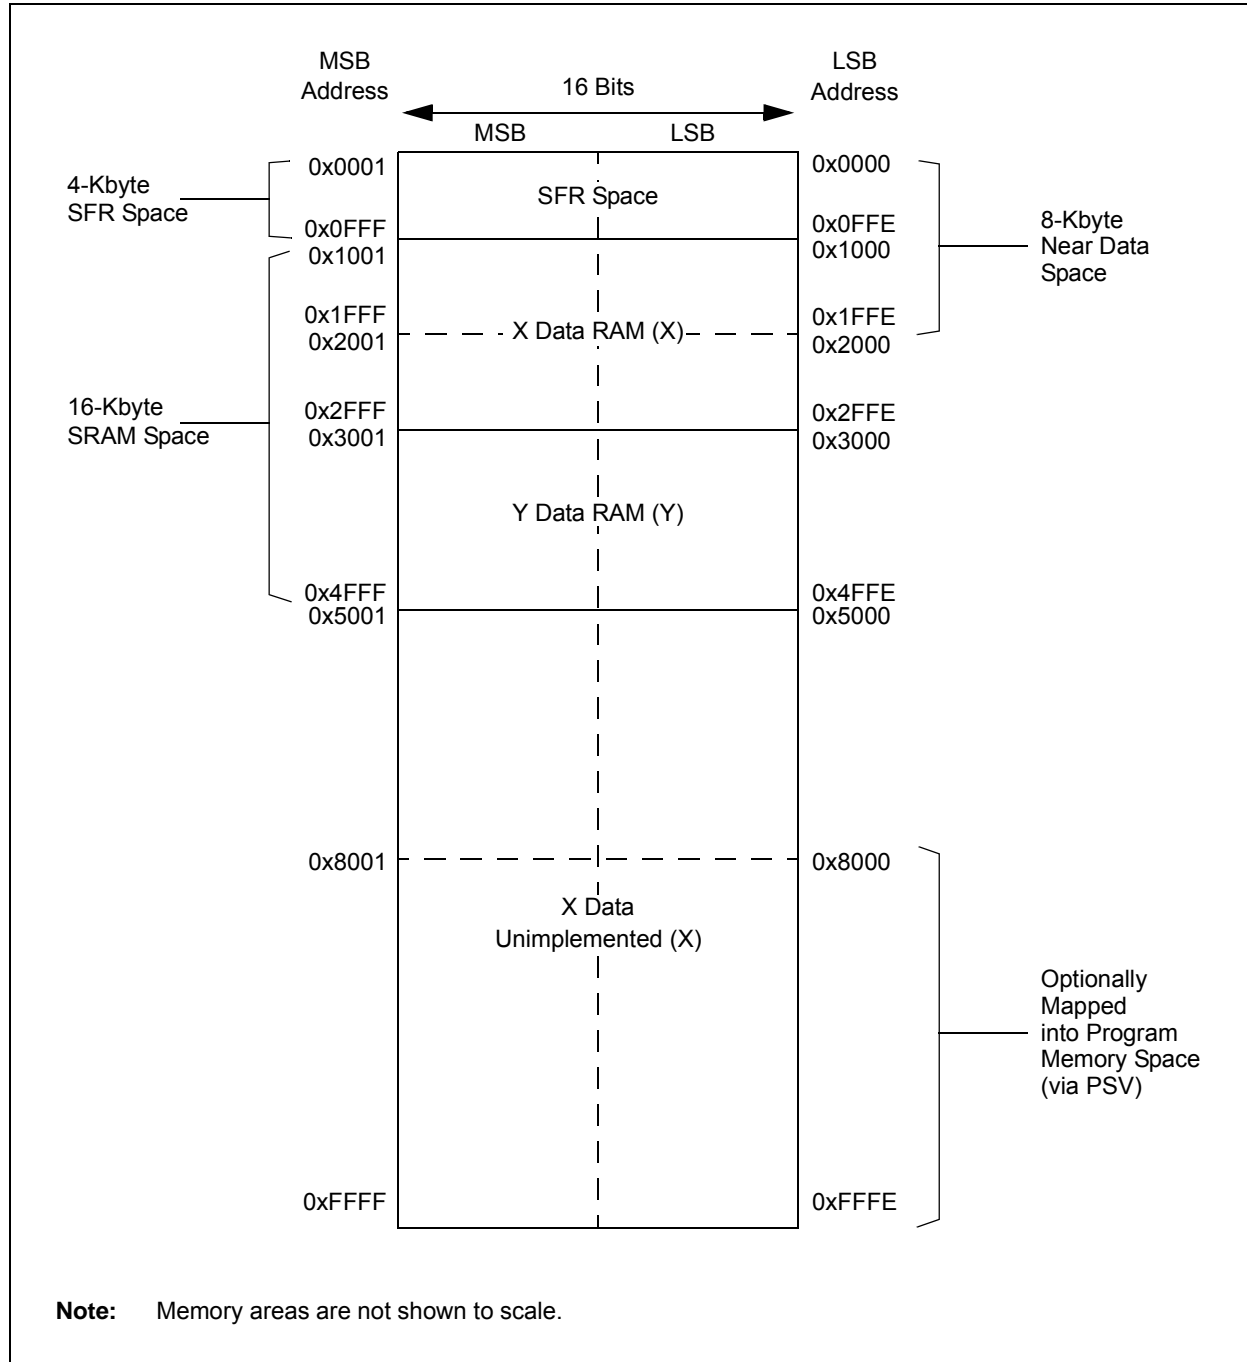 MSB
Address
LSB
Address
16 Bits
MSB
LSB
0x0001
0x0000
4-Kbyte
SFR Space
SFR Space
8-Kbyte
Near Data
Space
0x0FFF
0x0FFE
0x1001
0x1000
0x1FFF
0x1FFE
X Data RAM (X)
0x2001
0x2000
16-Kbyte
SRAM Space
0x2FFF
0x2FFE
0x3001
0x3000
Y Data RAM (Y)
0x4FFF
0x4FFE
0x5001
0x5000
0x8001
0x8000
X Data
Unimplemented (X)
Optionally
Mapped
into Program
Memory Space
(via PSV)
0xFFFF
0xFFFE
Note: Memory areas are not shown to scale.